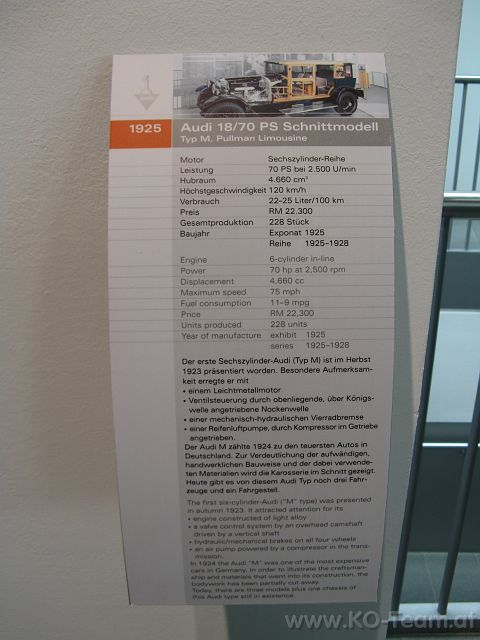 1925 Audi 18/70 PS Schnittmodell
Typ M, Pullman Limousine
Motor Sechszylinder-Reihe
Leistung 70 PS bei 2.500 U/min
Hubraum 4.660 cm³
Höchstgeschwindigkeit 120 km/h
Verbrauch 22-25 Liter/100 km
Preis RM 22.300
Gesamtproduktion 228 Stück
Baujahr Exponat 1925
Reihe 1925-1928
Engine 6-cylinder in-line
Power 70 hp at 2,500 rpm
Displacement 4,660 cc
Maximum speed 75 mph
Fuel consumption 11-9 mpg
Price RM 22,300
Units produced 228 units
Year of manufacture exhibit 1925
series 1925-1928
Der erste Sechszylinder-Audi (Typ M) ist im Herbst
1923 präsentiert worden. Besondere Aufmerksam-
keit erregte er mit
• einem Leichtmetallmotor
• Ventilsteuerung durch obenliegende, über Königs-
welle angetriebene Nockenwelle
• einer mechanisch-hydraulischen Vierradbremse
• einer Reifenluftpumpe, durch Kompressor im Getriebe
angetrieben.
Der Audi M zählte 1924 zu den teuersten Autos in
Deutschland. Zur Verdeutlichung der aufwändigen,
handwerklichen Bauweise und der dabei verwende-
ten Materialien wird die Karosserie im Schnitt gezeigt.
Heute gibt es von diesem Audi Typ noch drei Fahr-
zeuge und ein Fahrgestell.
The first six-cylinder-Audi ("M" type) was presented
in autumn 1923. It attracted attention for its
• engine constructed of light alloy
• a valve control system by an overhead camshaft
driven by a vertical shaft
• hydraulic/mechanical brakes on all four wheels
• an air pump powered by a compressor in the trans-
mission.
In 1924 the Audi "M" was one of the most expensive
cars in Germany. In order to illustrate the craftsman-
ship and materials that went into its construction, the
bodywork has been partially cut away.
Today, there are three models plus one chassis of
this Audi type still in existence.
www.KO-Team.at